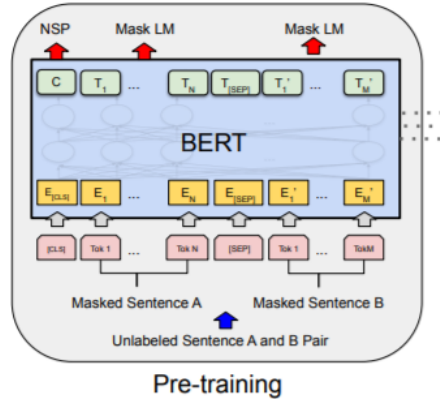 NSP Mask LM Mask LM
C T1 ... TN T[SEP] T1' ... TM'
BERT
E[CLS] E1 ... EN E[SEP] E1' ... EM'
[CLS] Tok 1 ... Tok N [SEP] Tok 1 ... TokM
Masked Sentence A Masked Sentence B
Unlabeled Sentence A and B Pair
Pre-training